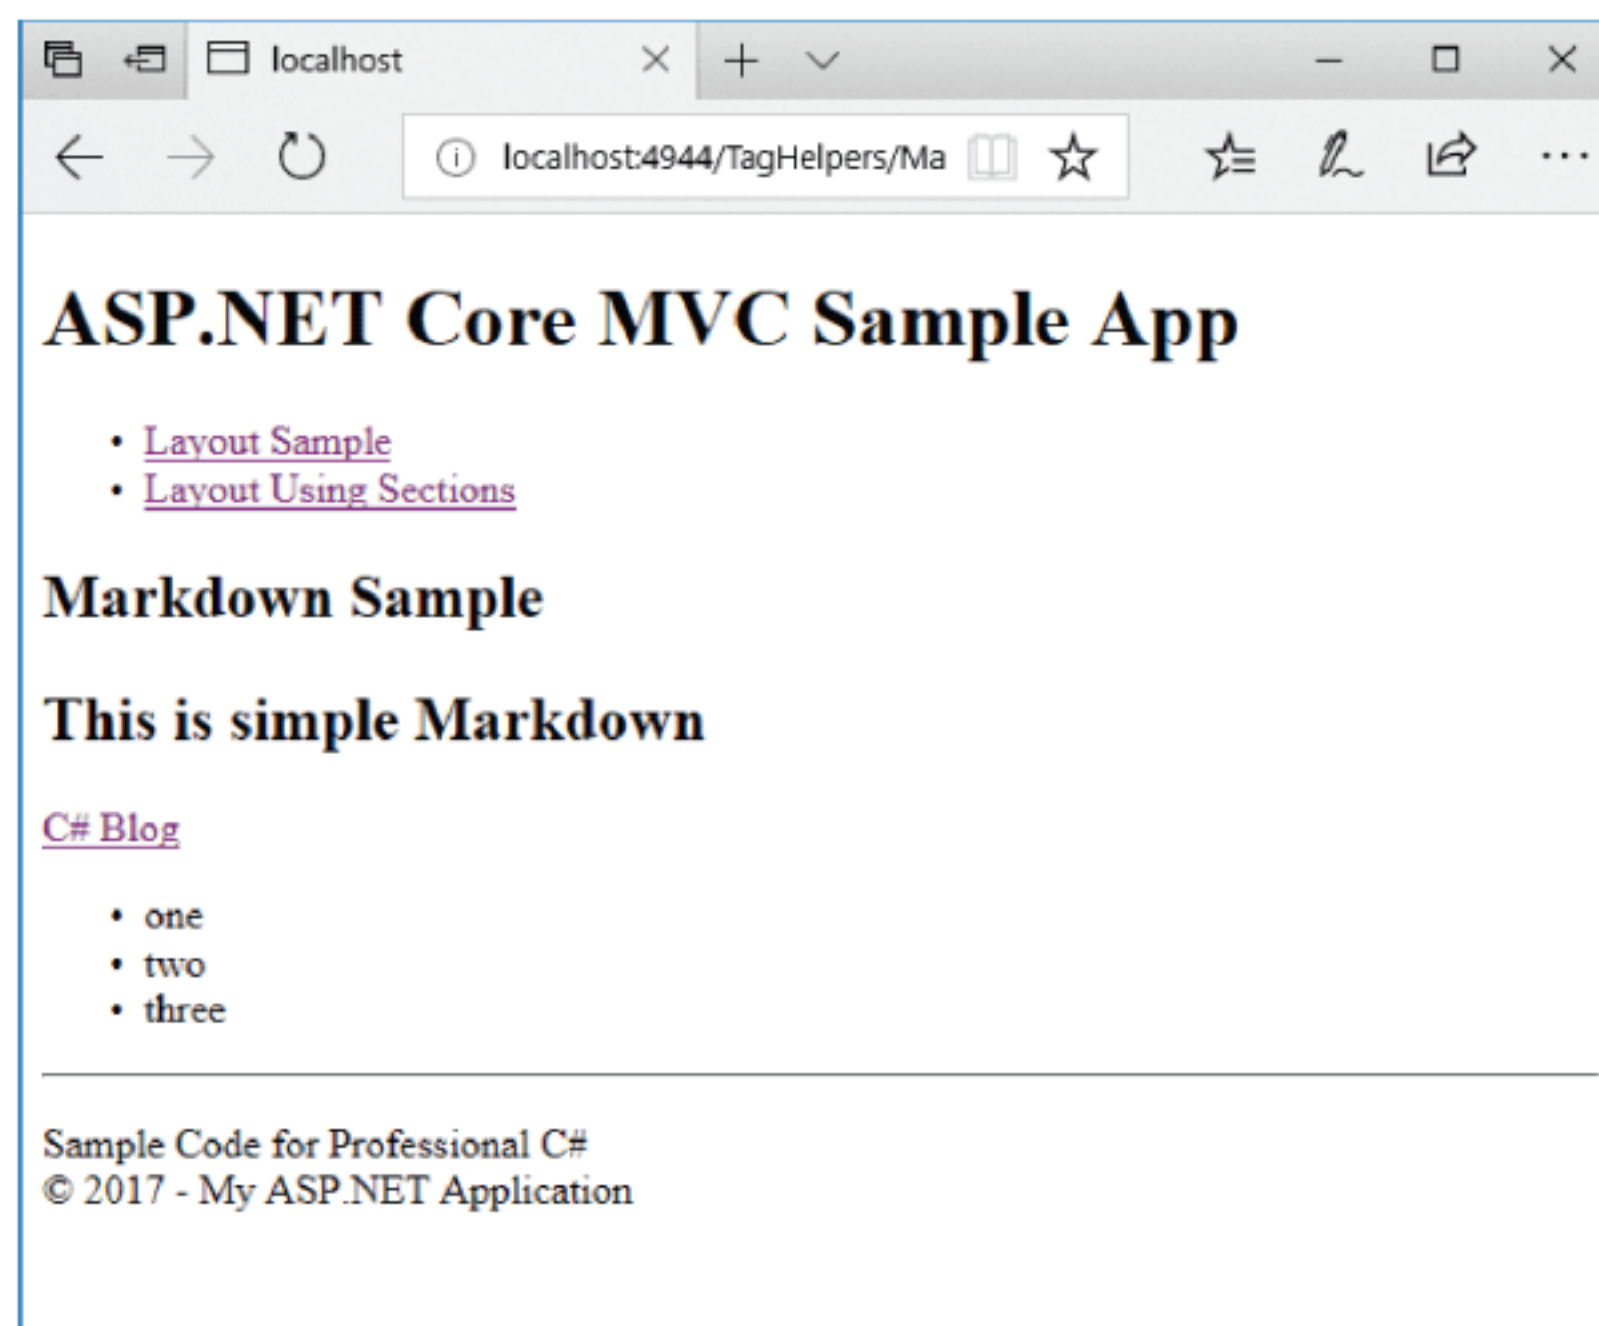 localhost
localhost:4944/TagHelpers/Ma
ASP.NET Core MVC Sample App
• Layout Sample
• Layout Using Sections
Markdown Sample
This is simple Markdown
C# Blog
• one
• two
• three
Sample Code for Professional C#
© 2017 - My ASP.NET Application